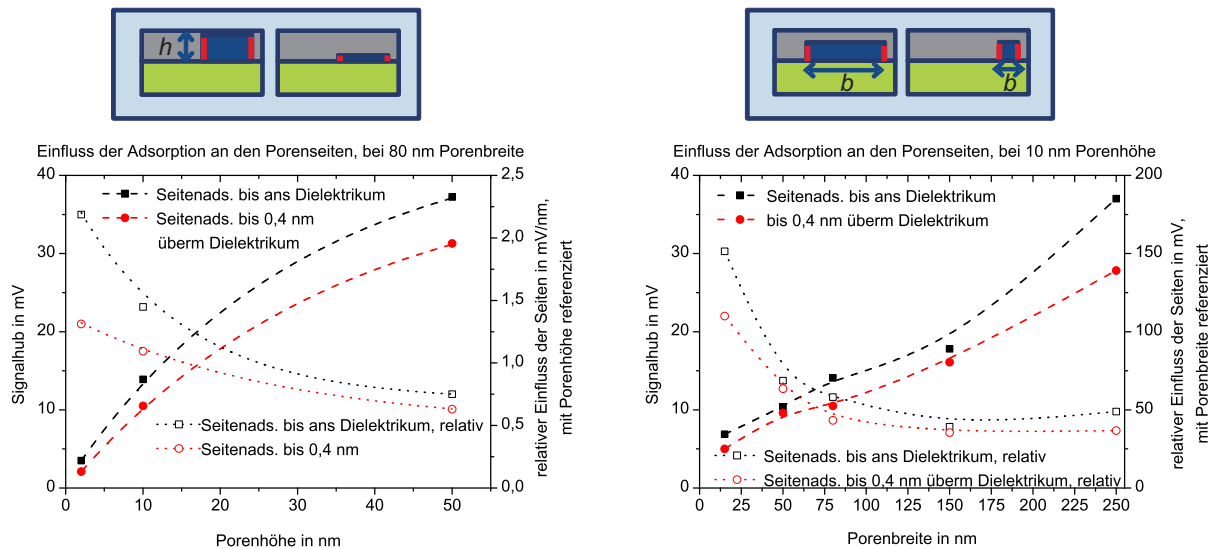 h
b
b
Einfluss der Adsorption an den Porenseiten, bei 80 nm Porenbreite
40
30
20
10
0
Signalhub in mV
Seitenads. bis ans Dielektrikum
Seitenads. bis 0,4 nm
überm Dielektrikum
Seitenads. bis ans Dielektrikum, relativ
Seitenads. bis 0,4 nm
2,5
2,0
1,5
1,0
0,5
0,0
relativer Einfluss der Seiten in mV/nm,
mit Porenhöhe referenziert
0 10 20 30 40 50
Porenhöhe in nm
Einfluss der Adsorption an den Porenseiten, bei 10 nm Porenhöhe
40
30
20
10
0
Signalhub in mV
Seitenads. bis ans Dielektrikum
bis 0,4 nm überm Dielektrikum
Seitenads. bis ans Dielektrikum, relativ
Seitenads. bis 0,4 nm überm Dielektrikum, relativ
200
150
100
50
0
relativer Einfluss der Seiten in mV,
mit Porenbreite referenziert
0 25 50 75 100 125 150 175 200 225 250
Porenbreite in nm